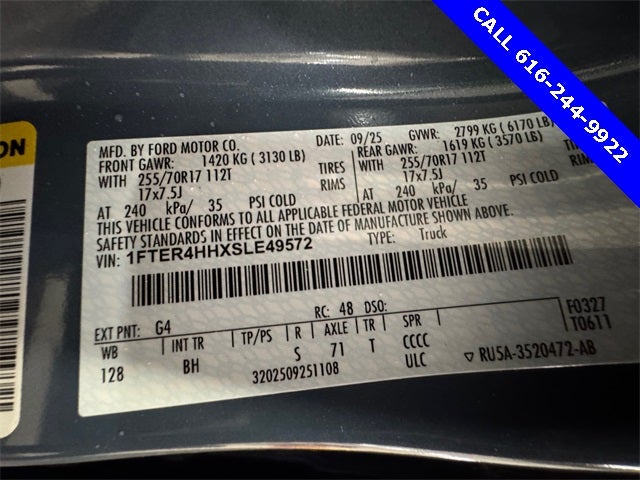 CALL 616-244-9922
ON
MFD. BY FORD MOTOR CO.
DATE: 09/25 GVWR: 2799 KG ( 6170 LB)
FRONT GAWR: 1420 KG ( 3130 LB)
REAR GAWR: 1619 KG ( 3570 LB)
WITH 255/70R17 112T TIRES
WITH 255/70R17 112T TIRES
17x7.5J RIMS
17x7.5J RIMS
AT 240 kPa/ 35 PSI COLD
AT 240 kPa/ 35 PSI COLD
THIS VEHICLE CONFORMS TO ALL APPLICABLE FEDERAL MOTOR VEHICLE
SAFETY STANDARDS IN EFFECT ON THE DATE OF MANUFACTURE SHOWN ABOVE.
VIN: 1FTER4HHXSLE49572
TYPE: Truck
F0327
T0611
EXT PNT: G4 RC: 48 DSO:
WB INT TR TP/PS R AXLE TR SPR
128 BH S 71 T CCCC
ULC
3202509251108
▽ RU5A-3520472-AB